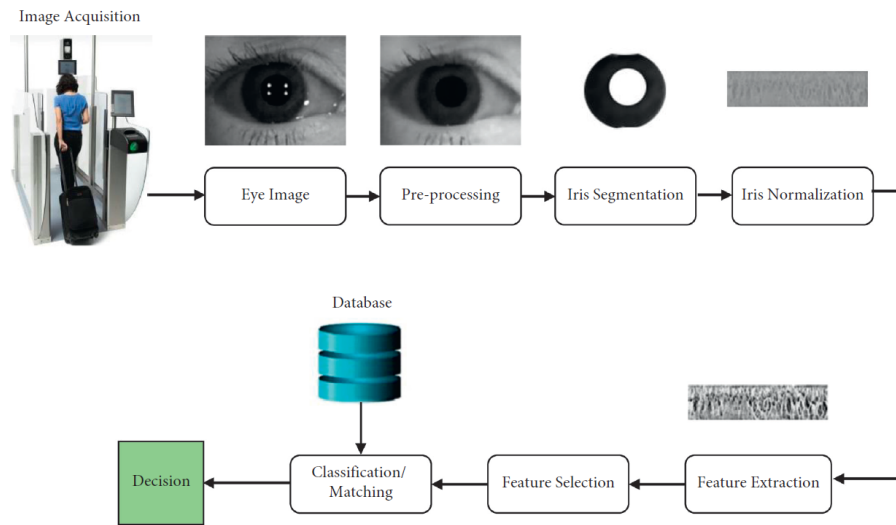 Image Acquisition
Eye Image
Pre-processing
Iris Segmentation
Iris Normalization
Database
Decision
Classification/
Matching
Feature Selection
Feature Extraction